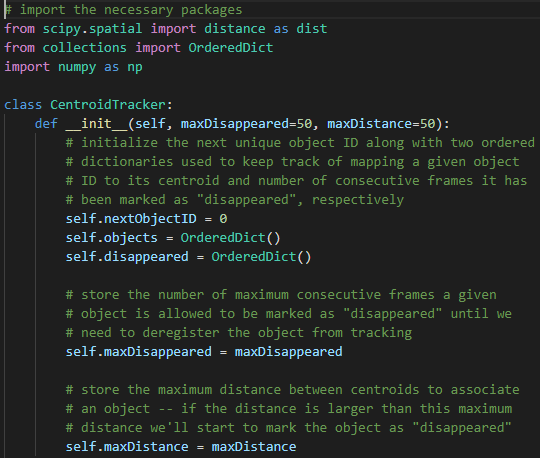 # import the necessary packages
from scipy.spatial import distance as dist
from collections import OrderedDict
import numpy as np

class CentroidTracker:
    def __init__(self, maxDisappeared=50, maxDistance=50):
        # initialize the next unique object ID along with two ordered
        # dictionaries used to keep track of mapping a given object
        # ID to its centroid and number of consecutive frames it has
        # been marked as "disappeared", respectively
        self.nextObjectID = 0
        self.objects = OrderedDict()
        self.disappeared = OrderedDict()

        # store the number of maximum consecutive frames a given
        # object is allowed to be marked as "disappeared" until we
        # need to deregister the object from tracking
        self.maxDisappeared = maxDisappeared

        # store the maximum distance between centroids to associate
        # an object -- if the distance is larger than this maximum
        # distance we'll start to mark the object as "disappeared"
        self.maxDistance = maxDistance